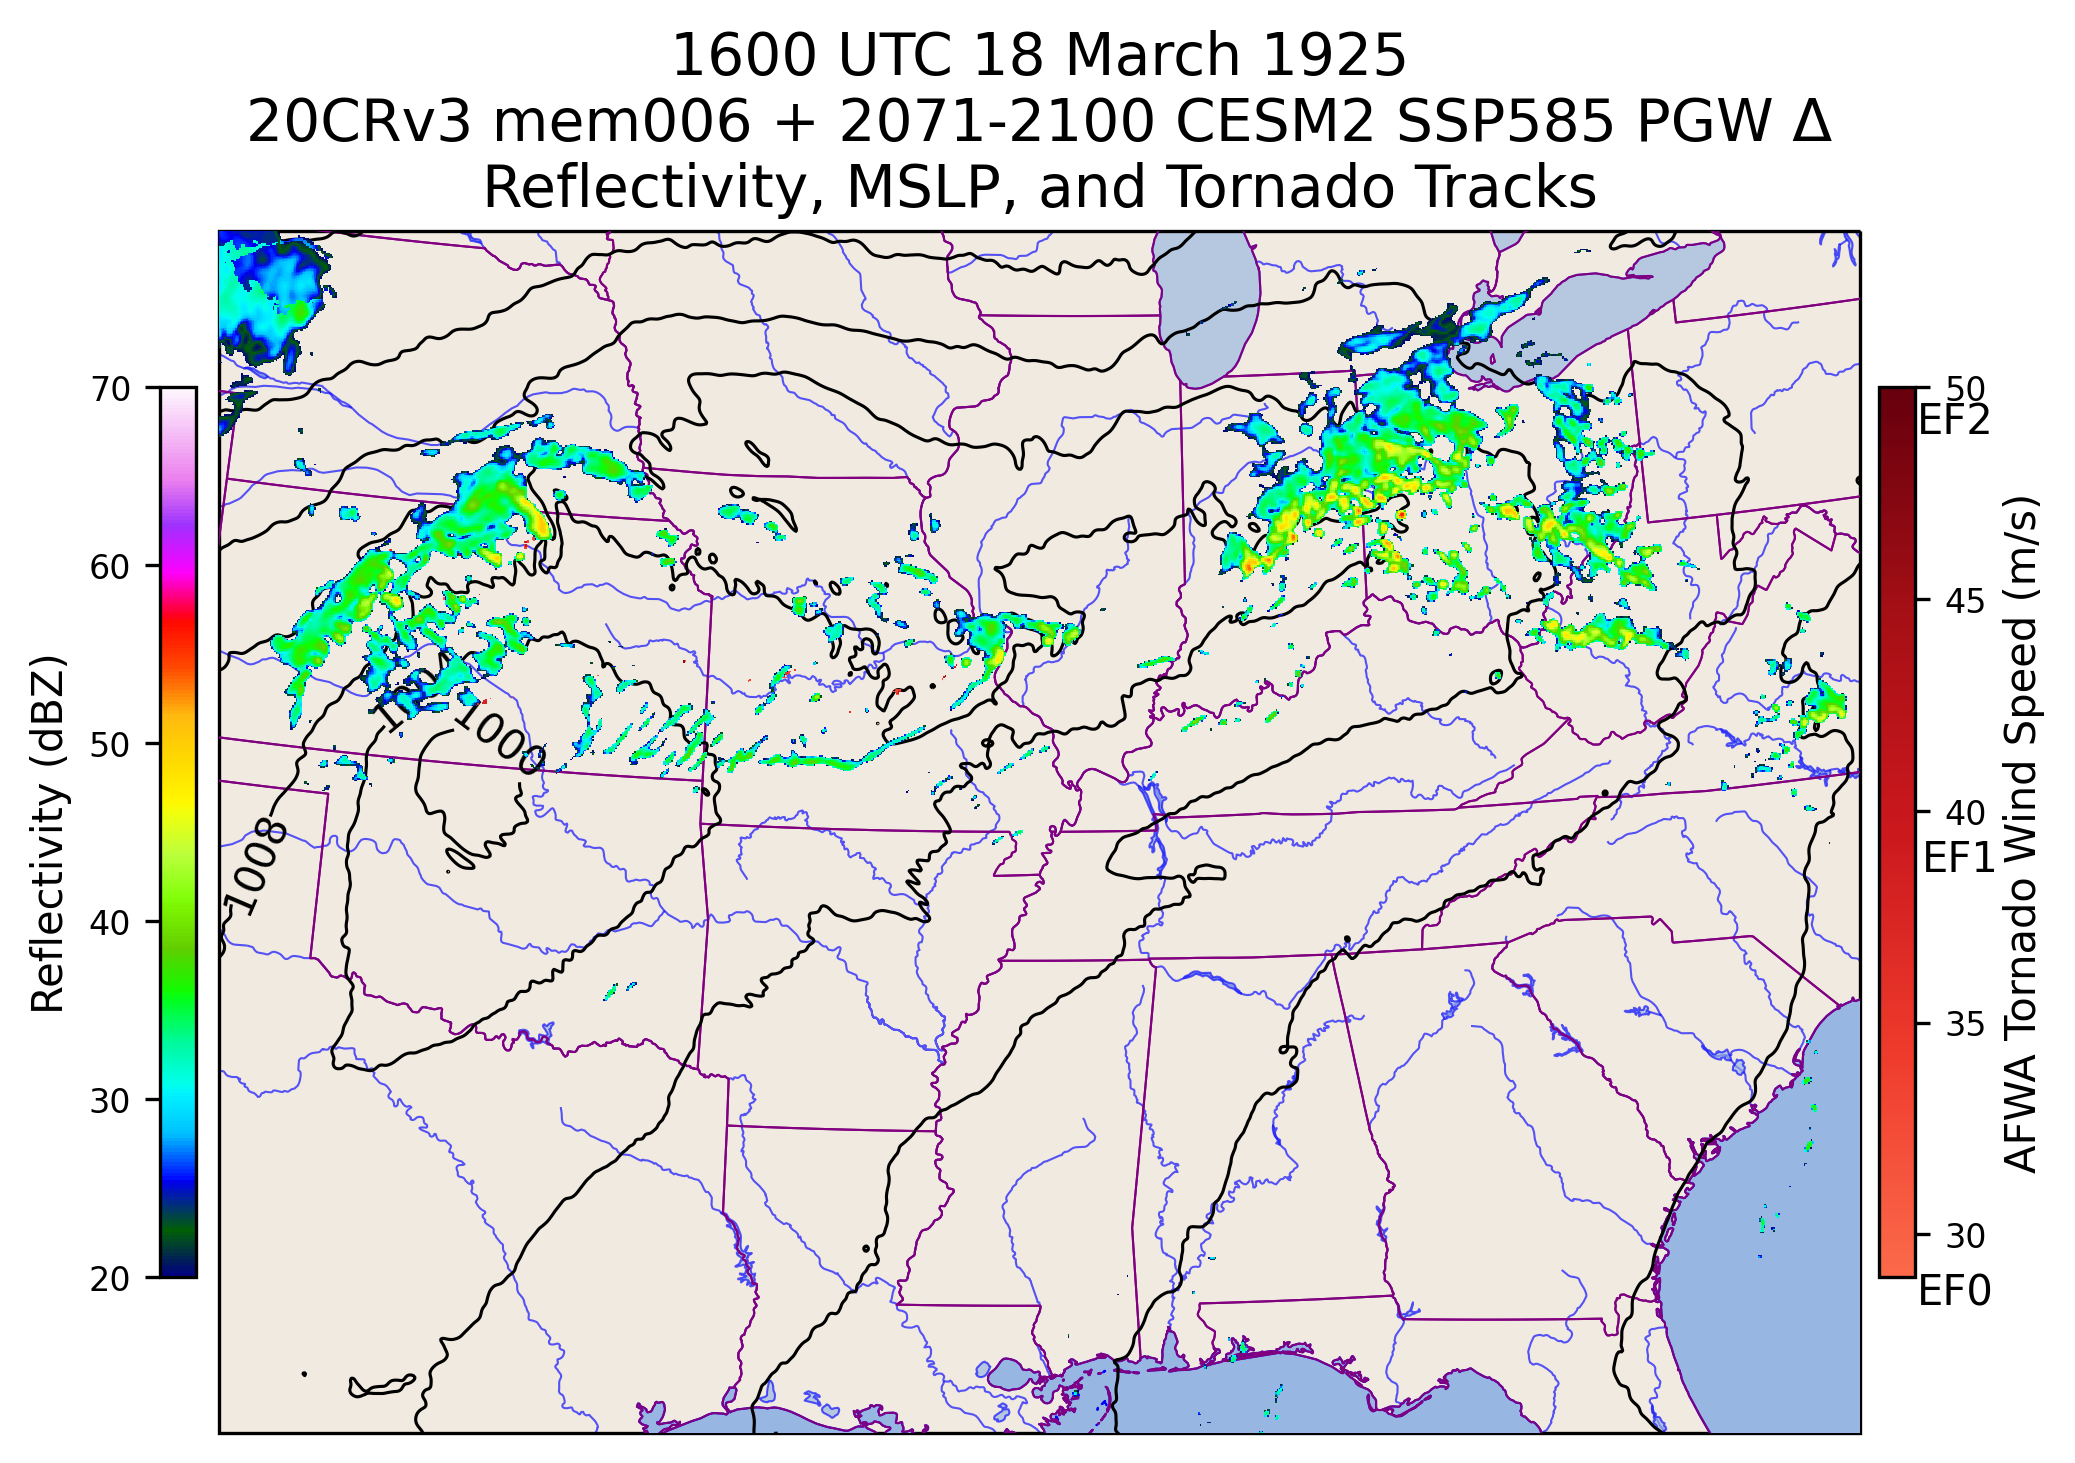 1600 UTC 18 March 1925
20CRv3 mem006 + 2071-2100 CESM2 SSP585 PGW Δ
Reflectivity, MSLP, and Tornado Tracks
70
60
50
40
30
20
Reflectivity (dBZ)
1000
1008
50
EF2
45
40
EF1
35
30
EF0
AFWA Tornado Wind Speed (m/s)